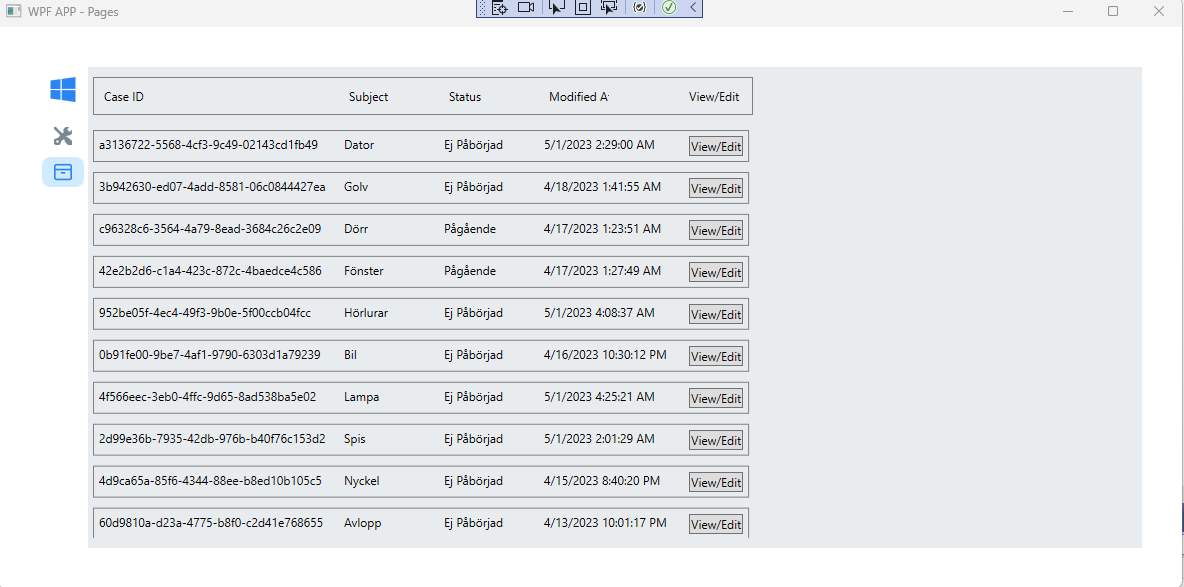 WPF APP - Pages
Case ID Subject Status Modified A View/Edit
a3136722-5568-4cf3-9c49-02143cd1fb49 Dator Ej Påbörjad 5/1/2023 2:29:00 AM View/Edit
3b942630-ed07-4add-8581-06c0844427ea Golv Ej Påbörjad 4/18/2023 1:41:55 AM View/Edit
c96328c6-3564-4a79-8ead-3684c26c2e09 Dörr Pågående 4/17/2023 1:23:51 AM View/Edit
42e2b2d6-c1a4-423c-872c-4baedce4c586 Fönster Pågående 4/17/2023 1:27:49 AM View/Edit
952be05f-4ec4-49f3-9b0e-5f00ccb04fcc Hörlurar Ej Påbörjad 5/1/2023 4:08:37 AM View/Edit
0b91fe00-9be7-4af1-9790-6303d1a79239 Bil Ej Påbörjad 4/16/2023 10:30:12 PM View/Edit
4f566eec-3eb0-4ffc-9d65-8ad538ba5e02 Lampa Ej Påbörjad 5/1/2023 4:25:21 AM View/Edit
2d99e36b-7935-42db-976b-b40f76c153d2 Spis Ej Påbörjad 5/1/2023 2:01:29 AM View/Edit
4d9ca65a-85f6-4344-88ee-b8ed10b105c5 Nyckel Ej Påbörjad 4/15/2023 8:40:20 PM View/Edit
60d9810a-d23a-4775-b8f0-c2d41e768655 Avlopp Ej Påbörjad 4/13/2023 10:01:17 PM View/Edit